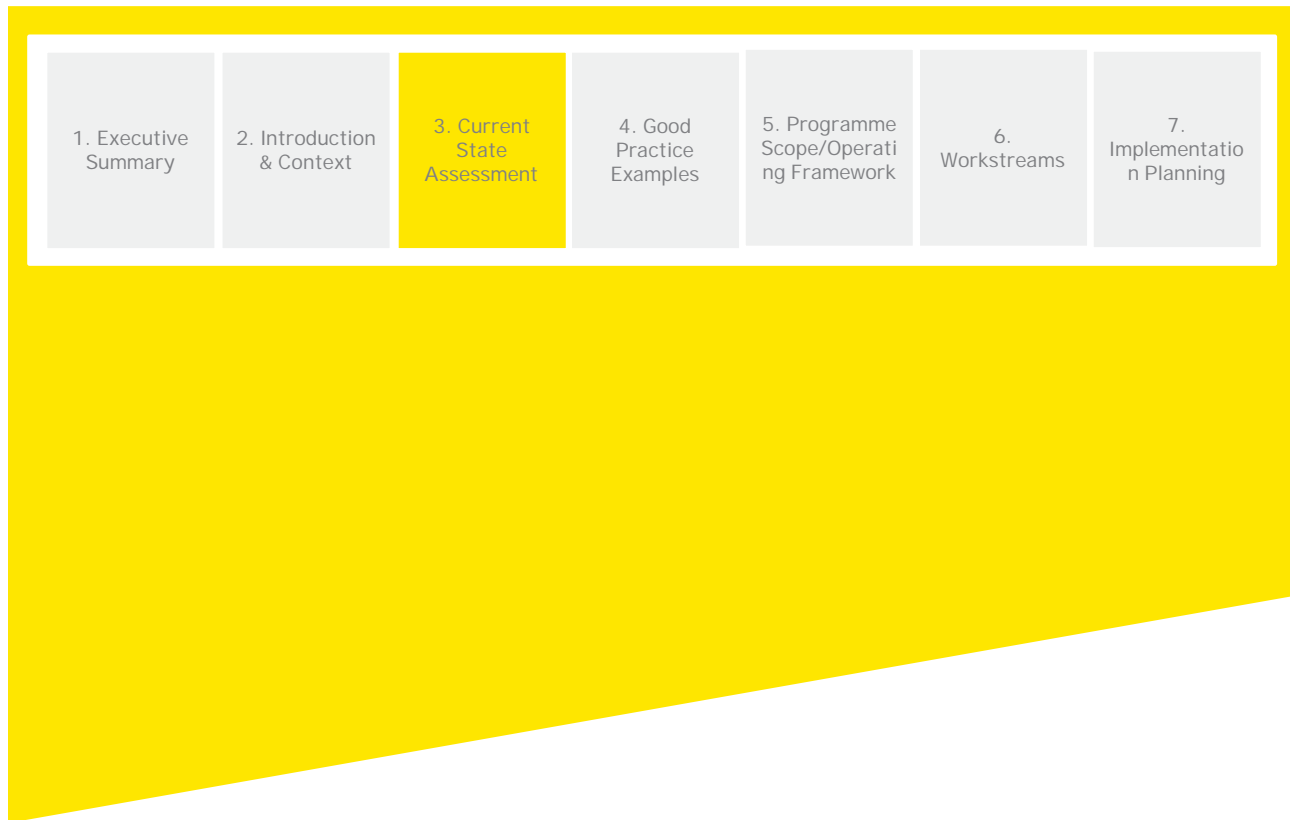 1. Executive
Summary
2. Introduction
& Context
3. Current
State
Assessment
4. Good
Practice
Examples
5. Programme
Scope/Operati
ng Framework
6.
Workstreams
7.
Implementatio
n Planning